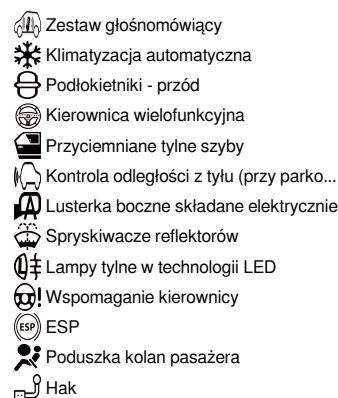 Zestaw głośnomówiący
Klimatyzacja automatyczna
Podłokietniki - przód
Kierownica wielofunkcyjna
Przyciemniane tylne szyby
Kontrola odległości z tyłu (przy parko...
Lusterka boczne składane elektrycznie
Spryskiwacze reflektorów
Lampy tylne w technologii LED
Wspomaganie kierownicy
ESP ESP
Poduszka kolan pasażera
Hak